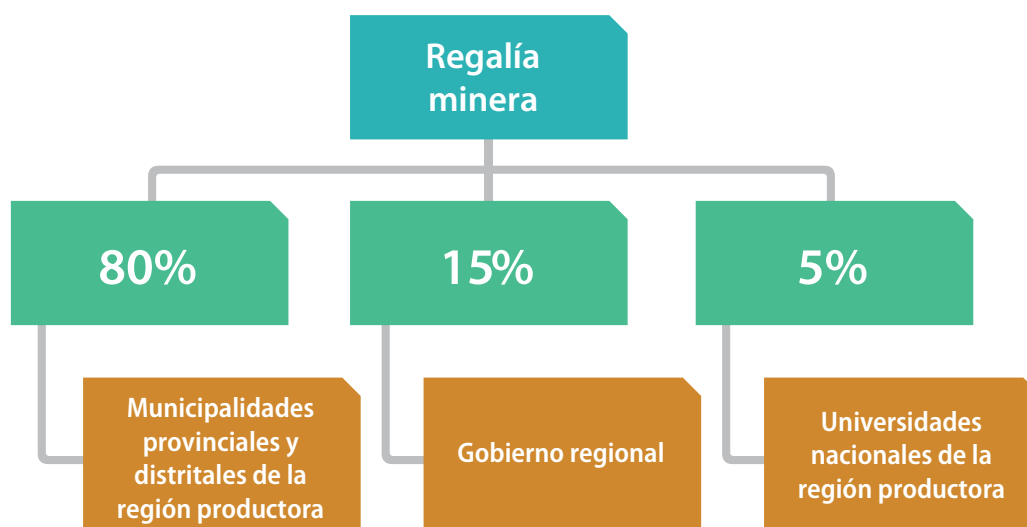 Regalía
minera
80%
15%
5%
Municipalidades
provinciales y
distritales de la
región productora
Gobierno regional
Universidades
nacionales de la
región productora